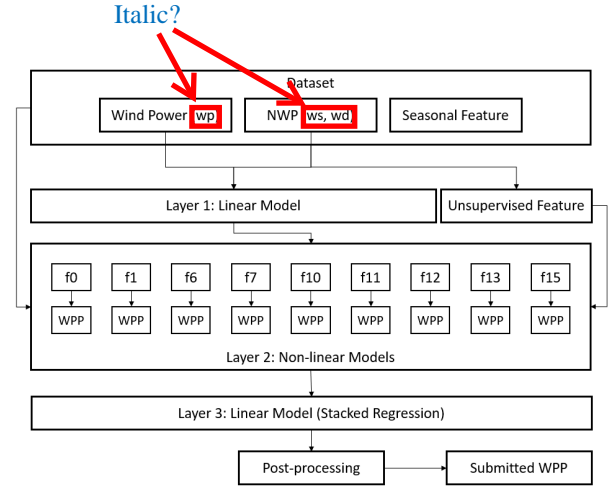 Italic?
Dataset
Wind Power (wp)
NWP (ws, wd)
Seasonal Feature
Layer 1: Linear Model
Unsupervised Feature
f0
f1
f6
f7
f10
f11
f12
f13
f15
WPP
WPP
WPP
WPP
WPP
WPP
WPP
WPP
WPP
Layer 2: Non-linear Models
Layer 3: Linear Model (Stacked Regression)
Post-processing
Submitted WPP